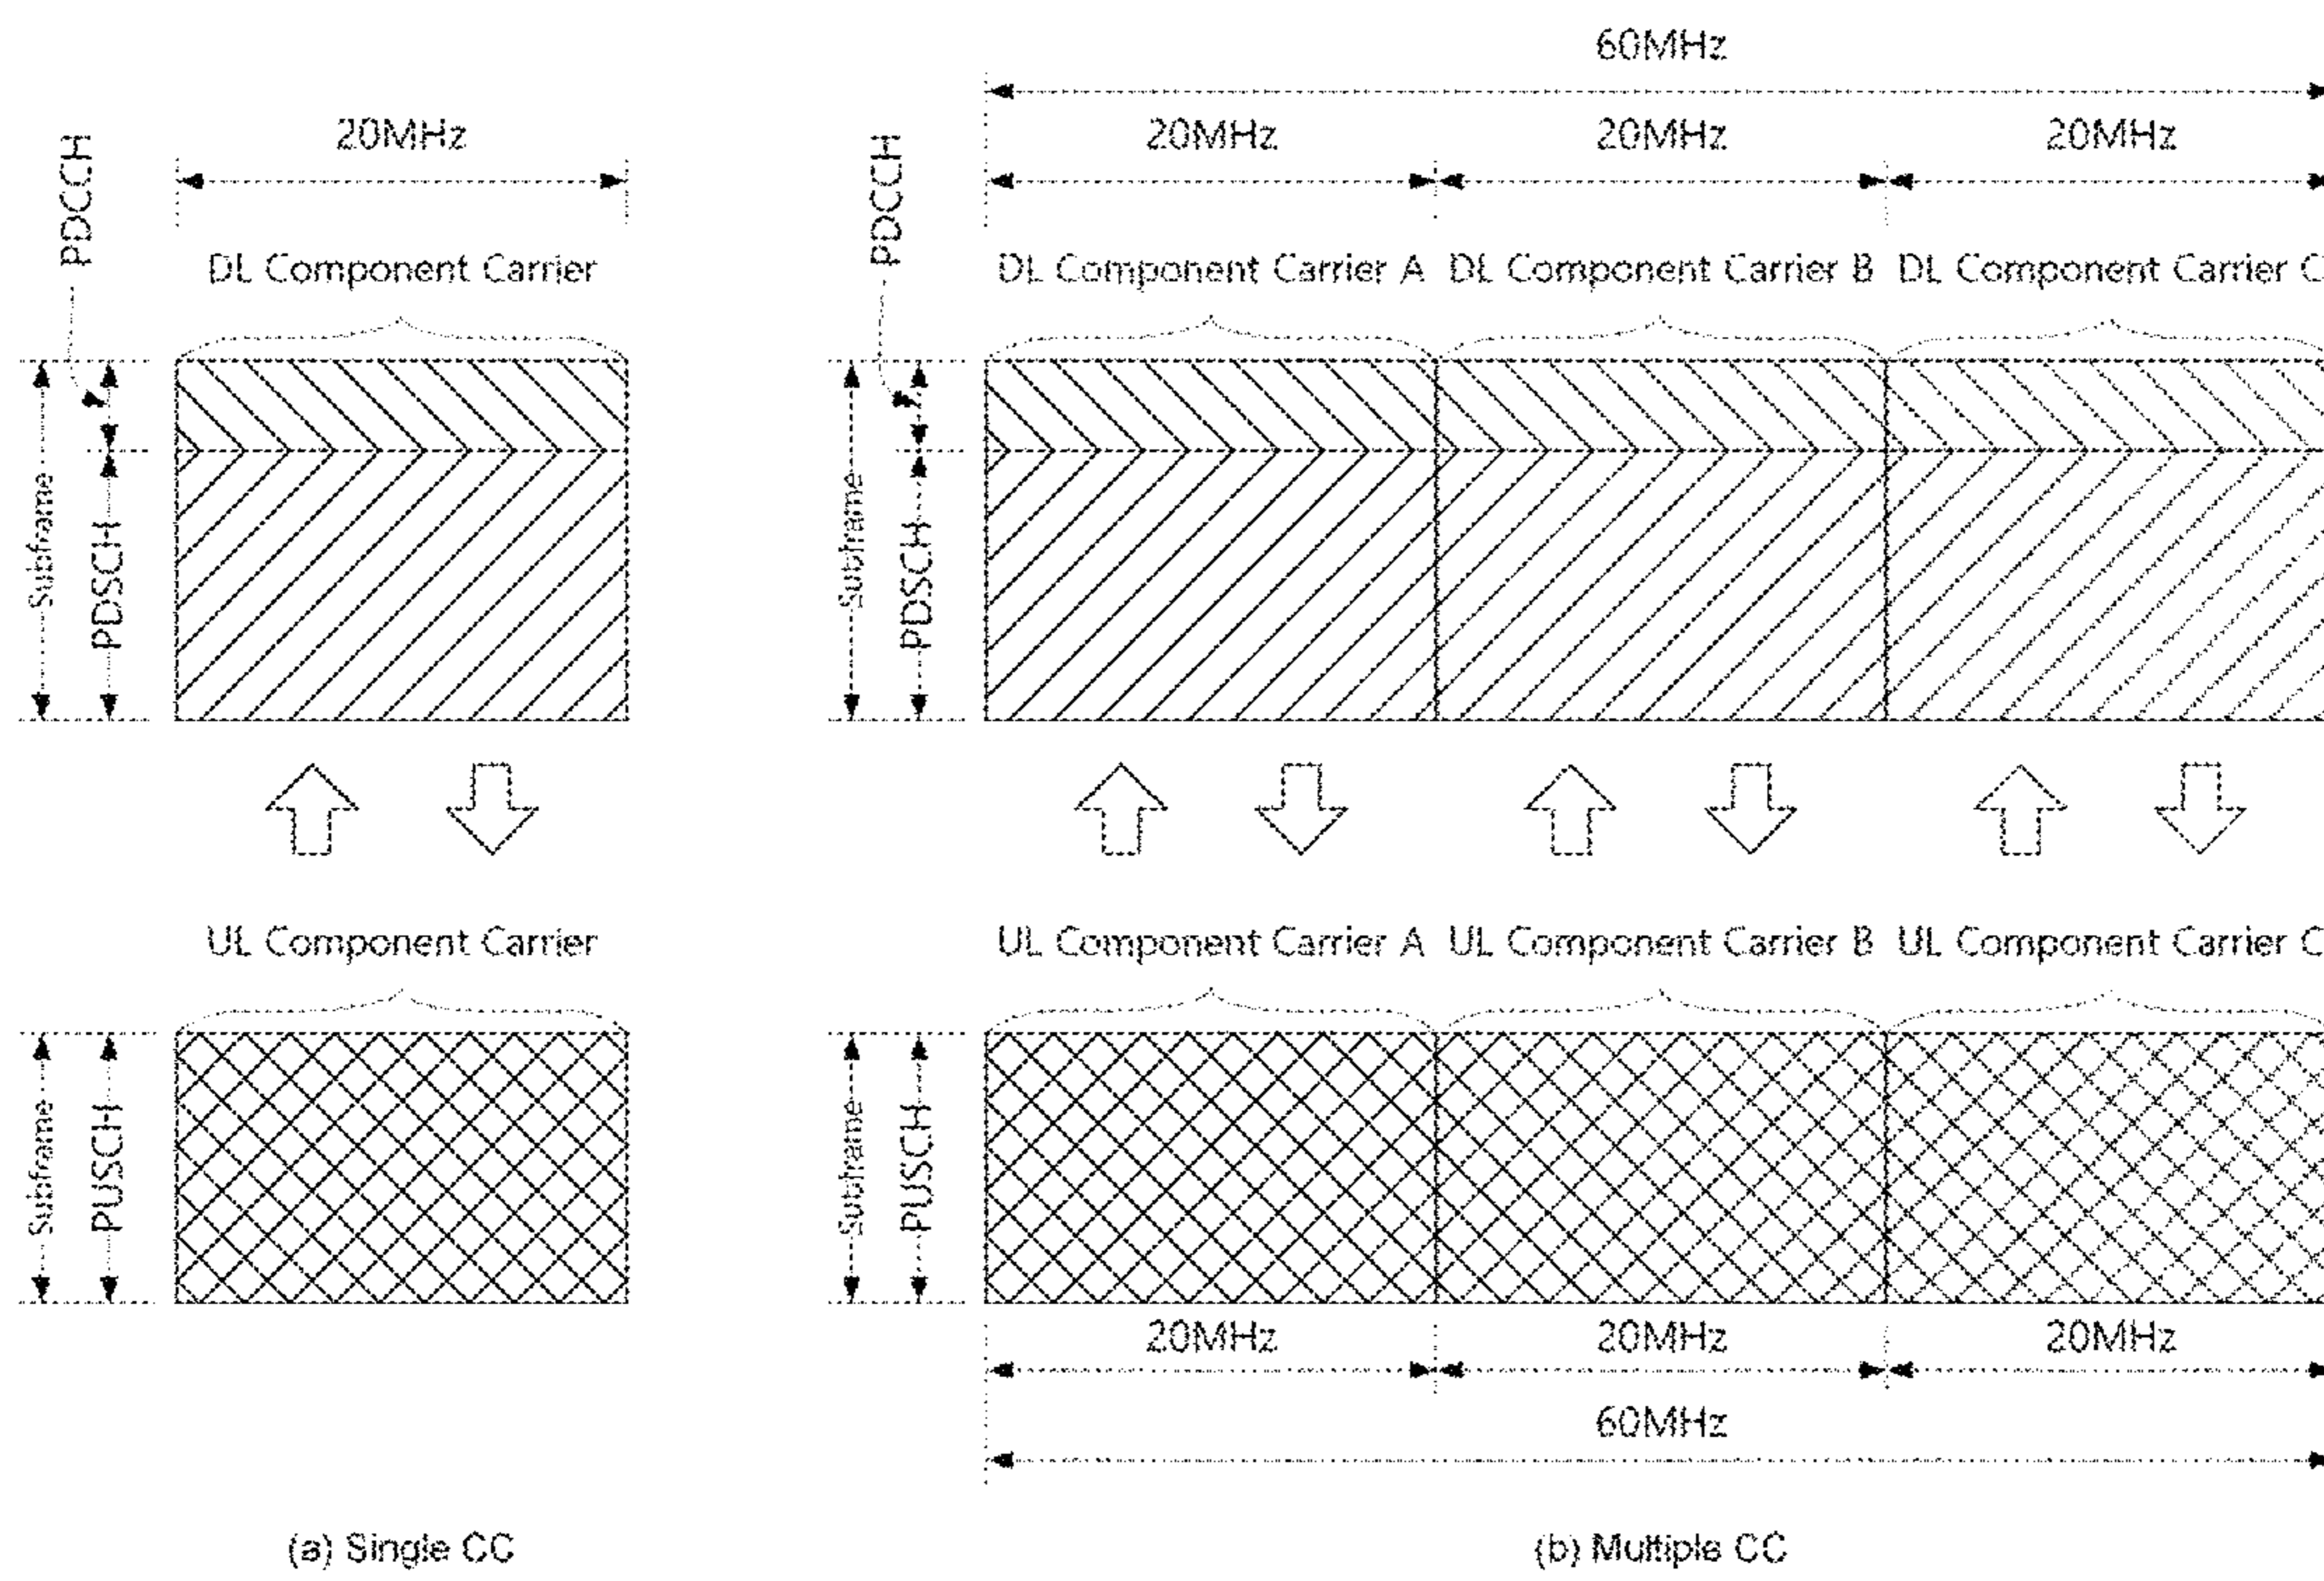 20MHz
PDCCH
DL Component Carrier
Subframe
PDSCH
UL Component Carrier
Subframe
PUSCH
(a) Single CC
60MHz
20MHz 20MHz 20MHz
PDCCH
DL Component Carrier A DL Component Carrier B DL Component Carrier C
Subframe
PDSCH
UL Component Carrier A UL Component Carrier B UL Component Carrier C
Subframe
PUSCH
20MHz 20MHz 20MHz
60MHz
(b) Multiple CC